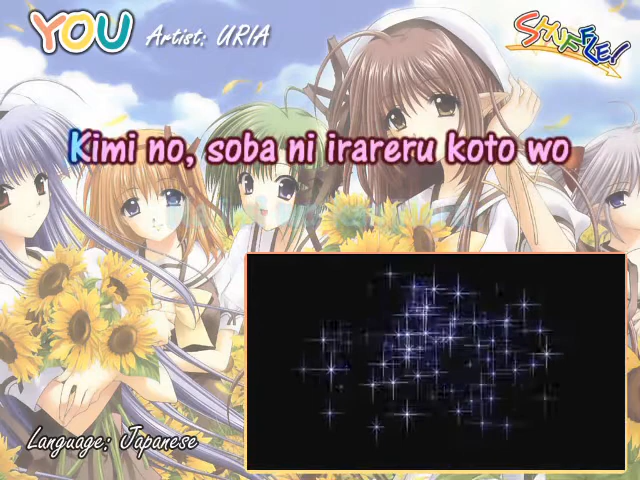 YOU Artist: URIA SHUFFLE!
Kimi no, soba ni irareru koto wo
Language: Japanese